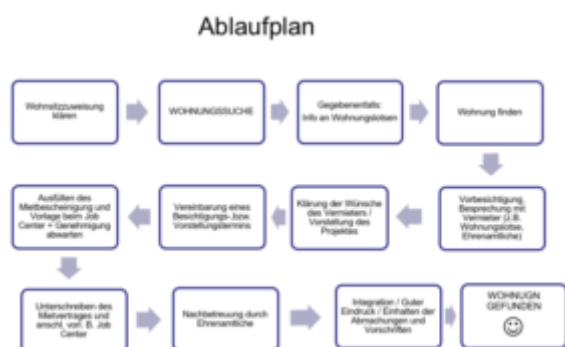 Ablaufplan
Wohnsitzzuweisung
klären
WOHNUNGSSUCHE
Gegebenenfalls:
Info an Wohnungslotsen
Wohnung finden
Vorbesichtigung,
Besprechung mit
Vermieter (z.B.
Wohnungslotse,
Ehrenamtliche)
Klärung der Wünsche
des Vermieters /
Vorstellung des
Projektes
Vereinbarung eines
Besichtigungs-,bzw.
Vorstellungstermins
Ausfüllen des
Mietbescheinigung und
Vorlage beim Job
Center + Genehmigung
abwarten
Unterschreiben des
Mietvertrages und
anschl. vorl. B. Job
Center
Nachbetreuung durch
Ehrenamtliche
Integration / Guter
Eindruck / Einhalten der
Abmachungen und
Vorschriften
WOHNUGN
GEFUNDEN